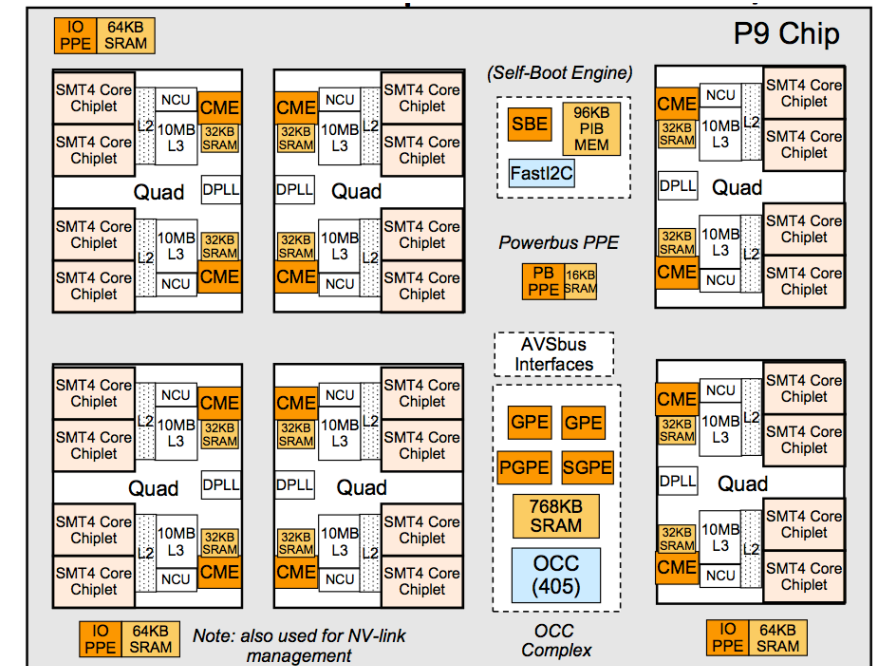 P9 Chip
IO
PPE
64KB
SRAM
SMT4 Core
Chiplet
SMT4 Core
Chiplet
L2
NCU
10MB
L3
CME
32KB
SRAM
Quad
DPLL
SMT4 Core
Chiplet
SMT4 Core
Chiplet
L2
10MB
L3
NCU
32KB
SRAM
CME
CME
32KB
SRAM
NCU
10MB
L3
L2
SMT4 Core
Chiplet
SMT4 Core
Chiplet
DPLL
Quad
32KB
SRAM
CME
10MB
L3
NCU
L2
SMT4 Core
Chiplet
SMT4 Core
Chiplet
(Self-Boot Engine)
SBE
96KB
PIB
MEM
FastI2C
Powerbus PPE
PB
PPE
16KB
SRAM
CME
32KB
SRAM
NCU
10MB
L3
L2
SMT4 Core
Chiplet
SMT4 Core
Chiplet
DPLL
Quad
32KB
SRAM
CME
10MB
L3
NCU
L2
SMT4 Core
Chiplet
SMT4 Core
Chiplet
SMT4 Core
Chiplet
SMT4 Core
Chiplet
L2
NCU
10MB
L3
CME
32KB
SRAM
Quad
DPLL
SMT4 Core
Chiplet
SMT4 Core
Chiplet
L2
10MB
L3
NCU
32KB
SRAM
CME
CME
32KB
SRAM
NCU
10MB
L3
L2
SMT4 Core
Chiplet
SMT4 Core
Chiplet
DPLL
Quad
32KB
SRAM
CME
10MB
L3
NCU
L2
SMT4 Core
Chiplet
SMT4 Core
Chiplet
AVSbus
Interfaces
GPE
GPE
PGPE
SGPE
768KB
SRAM
OCC
(405)
OCC
Complex
CME
32KB
SRAM
NCU
10MB
L3
L2
SMT4 Core
Chiplet
SMT4 Core
Chiplet
DPLL
Quad
32KB
SRAM
CME
10MB
L3
NCU
L2
SMT4 Core
Chiplet
SMT4 Core
Chiplet
IO
PPE
64KB
SRAM
Note: also used for NV-link
management
IO
PPE
64KB
SRAM